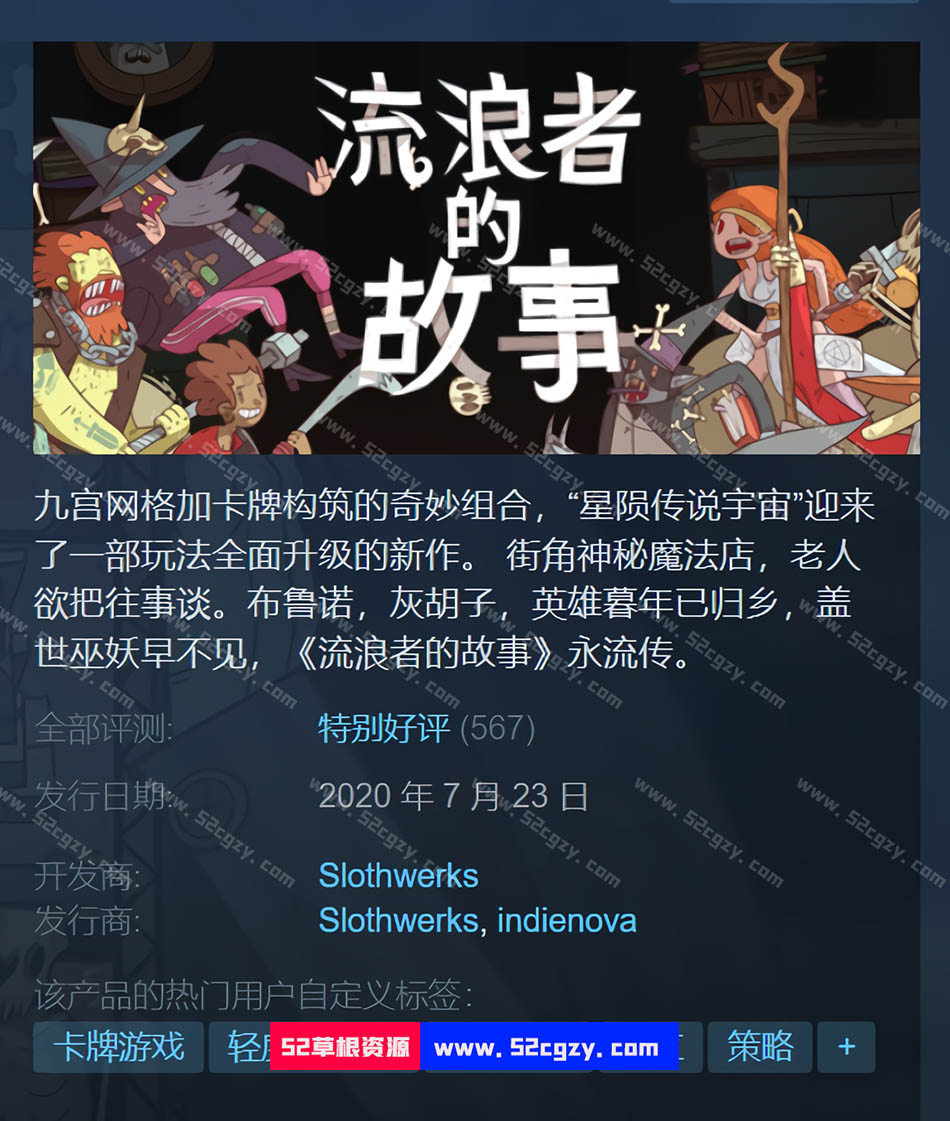 流浪者
的
故事
九宫网格加卡牌构筑的奇妙组合，“星陨传说宇宙”迎来
了一部玩法全面升级的新作。 街角神秘魔法店，老人
欲把往事谈。布鲁诺，灰胡子，英雄暮年已归乡，盖
世巫妖早不见，《流浪者的故事》永流传。
全部评测: 特别好评 (567)
发行日期: 2020 年 7 月 23 日
开发商: Slothwerks
发行商: Slothwerks, indienova
该产品的热门用户自定义标签：
卡牌游戏 轻 52草根资源 www.52cgzy.com 策略 +
www.52cgzy.com